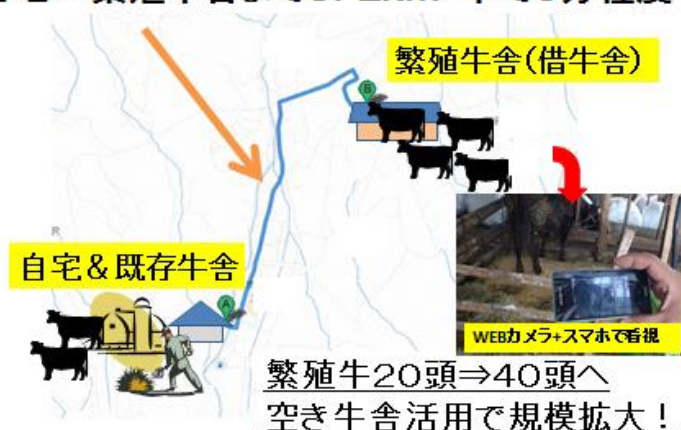 繁殖牛舎(借牛舎)
B
R
自宅＆既存牛舎
A
WEBカメラ+スマホで看視
繁殖牛20頭⇒40頭へ
空き牛舎活用で規模拡大！